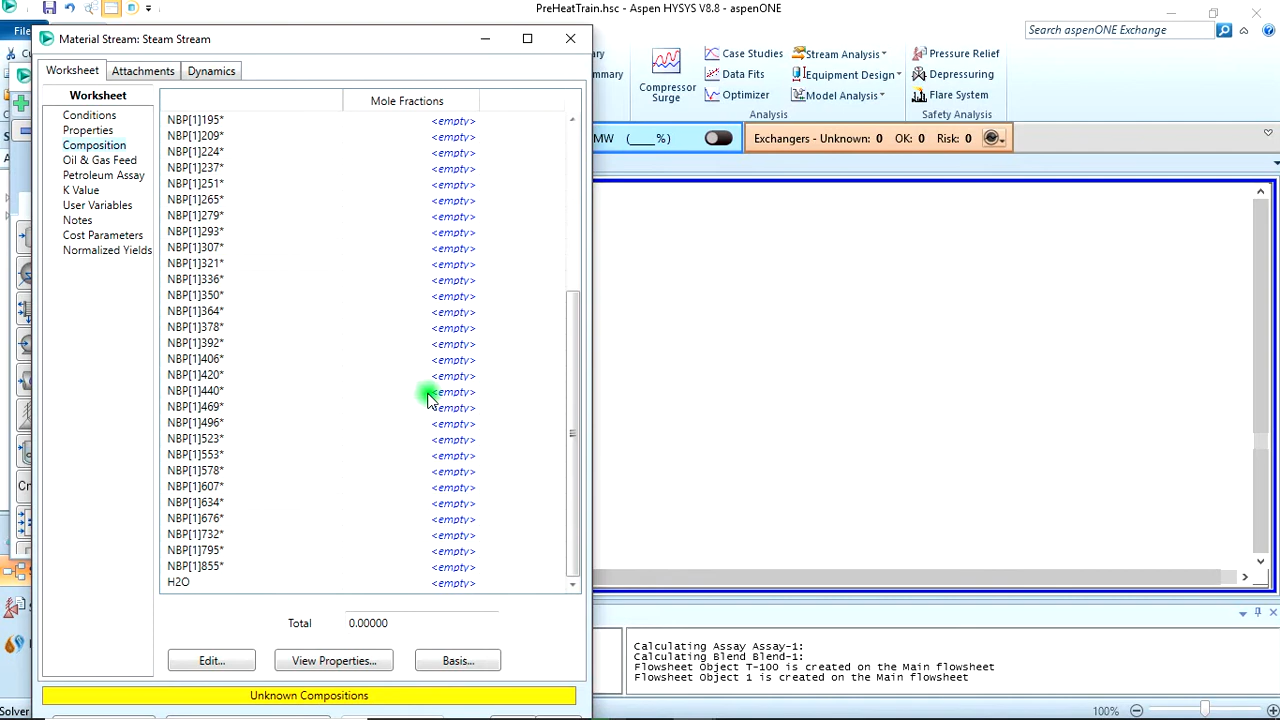 PreHeatTrain.hsc - Aspen HYSYS V8.8 - aspenONE
File
Material Stream: Steam Stream
Search aspenONE Exchange
Worksheet Attachments Dynamics
Case Studies
Stream Analysis
Pressure Relief
Compressor Surge
Data Fits
Equipment Design
Depressuring
Optimizer
Model Analysis
Flare System
Analysis
Safety Analysis
MW (____%)
Exchangers - Unknown: 0 OK: 0 Risk: 0
Worksheet
Conditions
Properties
Composition
Oil & Gas Feed
Petroleum Assay
K Value
User Variables
Notes
Cost Parameters
Normalized Yields
Mole Fractions
NBP[1]195* <empty>
NBP[1]209* <empty>
NBP[1]224* <empty>
NBP[1]237* <empty>
NBP[1]251* <empty>
NBP[1]265* <empty>
NBP[1]279* <empty>
NBP[1]293* <empty>
NBP[1]307* <empty>
NBP[1]321* <empty>
NBP[1]336* <empty>
NBP[1]350* <empty>
NBP[1]364* <empty>
NBP[1]378* <empty>
NBP[1]392* <empty>
NBP[1]406* <empty>
NBP[1]420* <empty>
NBP[1]440* <empty>
NBP[1]469* <empty>
NBP[1]496* <empty>
NBP[1]523* <empty>
NBP[1]553* <empty>
NBP[1]578* <empty>
NBP[1]607* <empty>
NBP[1]634* <empty>
NBP[1]676* <empty>
NBP[1]732* <empty>
NBP[1]795* <empty>
NBP[1]855* <empty>
H2O <empty>
Total 0.00000
Edit... View Properties... Basis...
Unknown Compositions
Calculating Assay Assay-1:
Calculating Blend Blend-1:
Flowsheet Object T-100 is created on the Main flowsheet
Flowsheet Object 1 is created on the Main flowsheet
Solver
100%